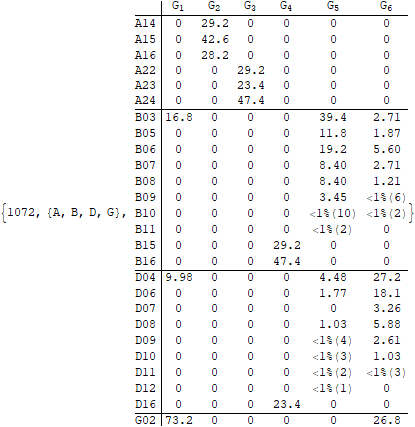 G1 G2 G3 G4 G5 G6
A14 0 29.2 0 0 0 0
A15 0 42.6 0 0 0 0
A16 0 28.2 0 0 0 0
A22 0 0 29.2 0 0 0
A23 0 0 23.4 0 0 0
A24 0 0 47.4 0 0 0
B03 16.8 0 0 0 39.4 2.71
B05 0 0 0 0 11.8 1.87
B06 0 0 0 0 19.2 5.60
B07 0 0 0 0 8.40 2.71
B08 0 0 0 0 8.40 1.21
B09 0 0 0 0 3.45 <1%(6)
{1072, {A, B, D, G}, B10 0 0 0 0 <1%(10) <1%(2) }
B11 0 0 0 0 <1%(2) 0
B15 0 0 0 29.2 0 0
B16 0 0 0 47.4 0 0
D04 9.98 0 0 0 4.48 27.2
D06 0 0 0 0 1.77 18.1
D07 0 0 0 0 0 3.26
D08 0 0 0 0 1.03 5.88
D09 0 0 0 0 <1%(4) 2.61
D10 0 0 0 0 <1%(3) 1.03
D11 0 0 0 0 <1%(2) <1%(3)
D12 0 0 0 0 <1%(1) 0
D16 0 0 0 23.4 0 0
G02 73.2 0 0 0 0 26.8